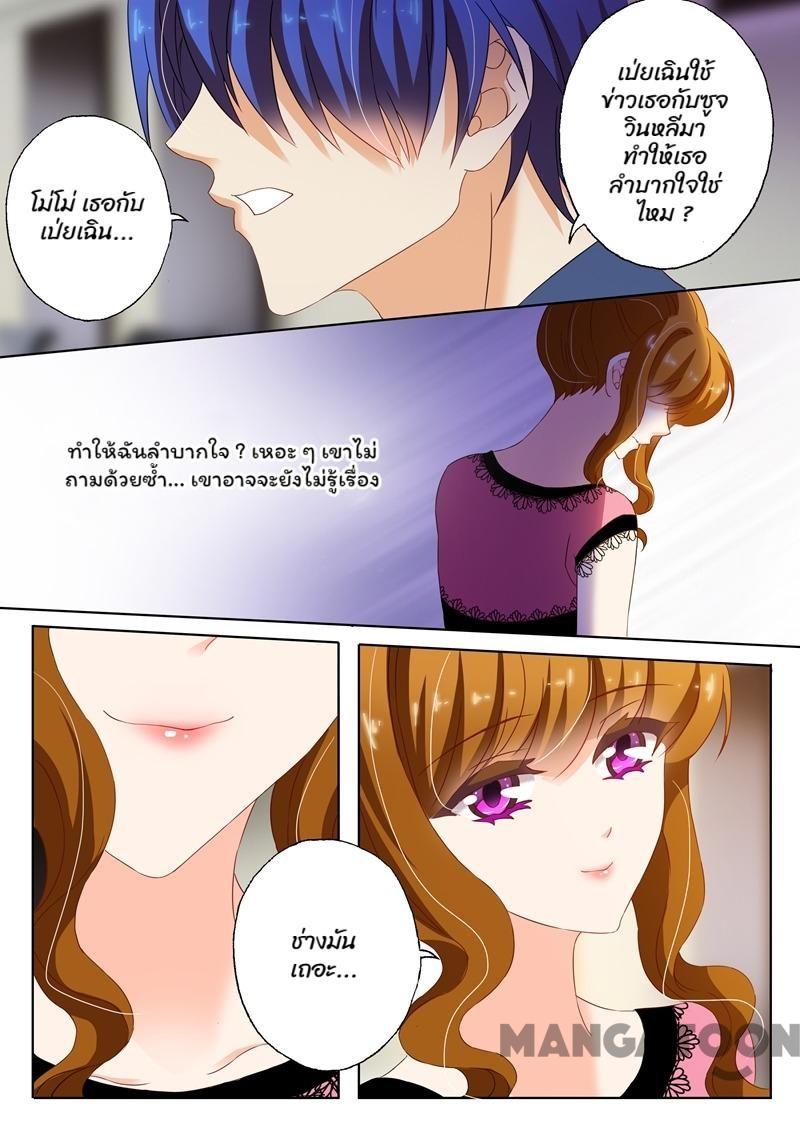 โม่โม่ เธอกับ
เป่ยเฉิน...
เป่ยเฉินใช้
ข่าวเธอกับซูจ
วินหลีมา
ทำให้เธอ
ลำบากใจใช่
ไหม ?
ทำให้ฉันลำบากใจ ? เหอะ ๆ เขาไม่
ถามด้วยซ้ำ... เขาอาจจะยังไม่รู้เรื่อง
ช่างมัน
เถอะ...
MANGATOON